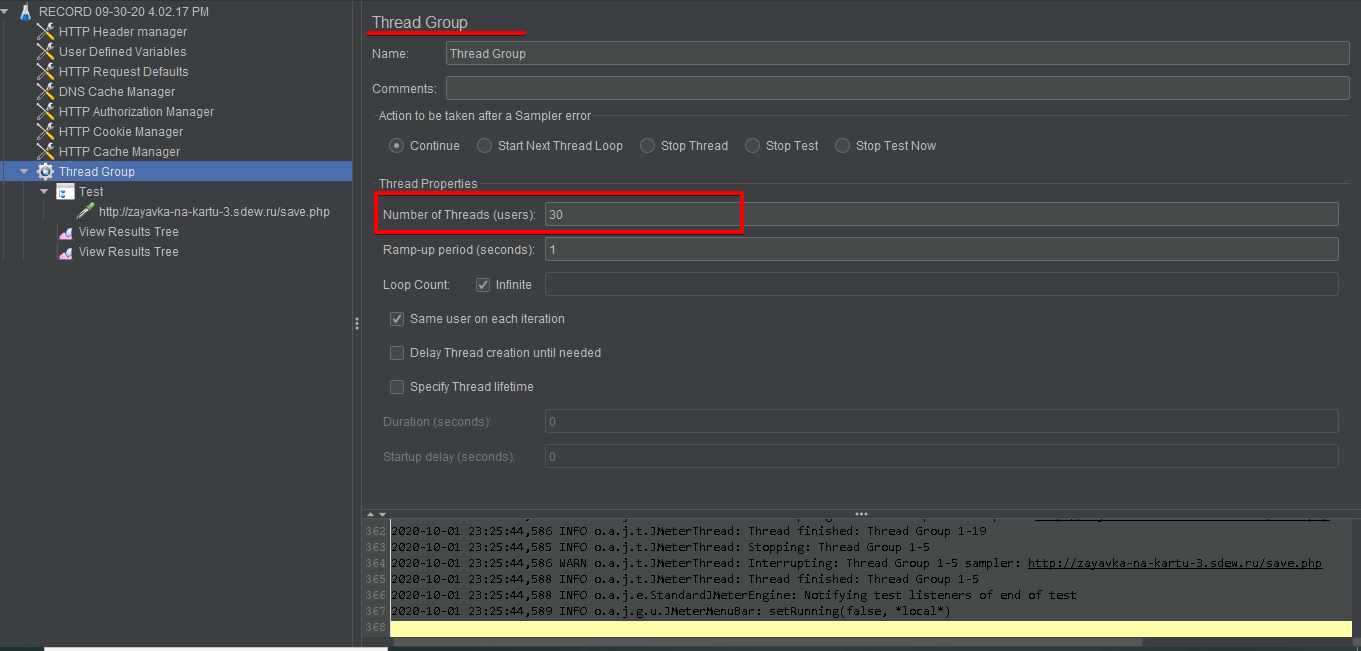 RECORD 09-30-20 4.02.17 PM
HTTP Header manager
User Defined Variables
HTTP Request Defaults
DNS Cache Manager
HTTP Authorization Manager
HTTP Cookie Manager
HTTP Cache Manager
Thread Group
Test
http://zayavka-na-kartu-3.sdew.ru/save.php
View Results Tree
View Results Tree
Thread Group
Name: Thread Group
Comments:
Action to be taken after a Sampler error
Continue Start Next Thread Loop Stop Thread Stop Test Stop Test Now
Thread Properties
Number of Threads (users): 30
Ramp-up period (seconds): 1
Loop Count: Infinite
Same user on each iteration
Delay Thread creation until needed
Specify Thread lifetime
Duration (seconds): 0
Startup delay (seconds): 0
362 2020-10-01 23:25:44,586 INFO o.a.j.t.JMeterThread: Thread finished: Thread Group 1-19
363 2020-10-01 23:25:44,585 INFO o.a.j.t.JMeterThread: Stopping: Thread Group 1-5
364 2020-10-01 23:25:44,586 WARN o.a.j.t.JMeterThread: Interrupting: Thread Group 1-5 sampler: http://zayavka-na-kartu-3.sdew.ru/save.php
365 2020-10-01 23:25:44,588 INFO o.a.j.t.JMeterThread: Thread finished: Thread Group 1-5
366 2020-10-01 23:25:44,588 INFO o.a.j.e.StandardJMeterEngine: Notifying test listeners of end of test
367 2020-10-01 23:25:44,589 INFO o.a.j.g.u.JMeterMenuBar: setRunning(false, *local*)
368